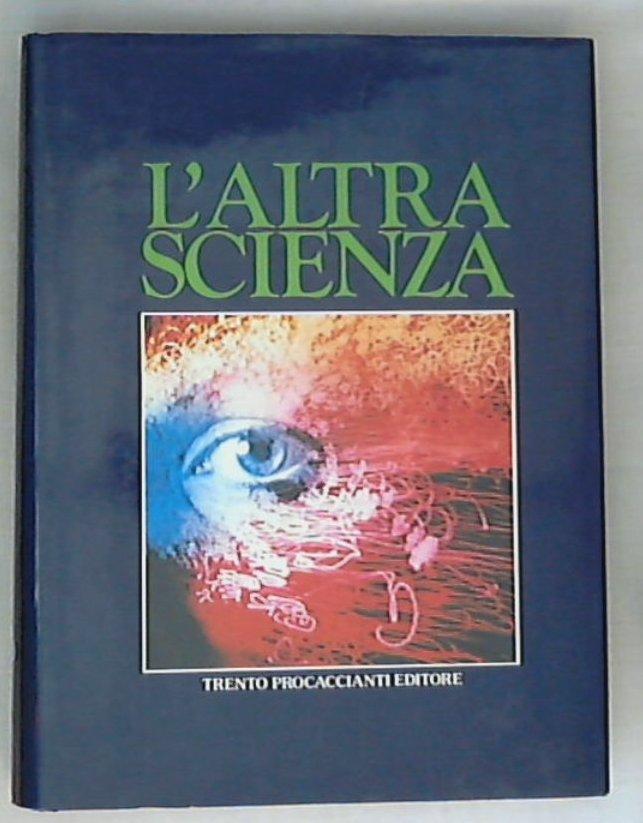 L'ALTRA
SCIENZA
TRENTO PROCACCIANTI EDITORE